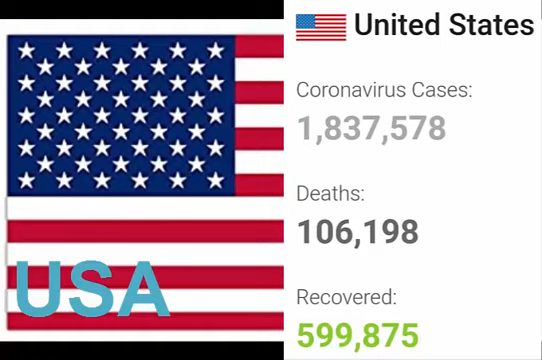 United States
Coronavirus Cases:
1,837,578
Deaths:
106,198
Recovered:
599,875
USA